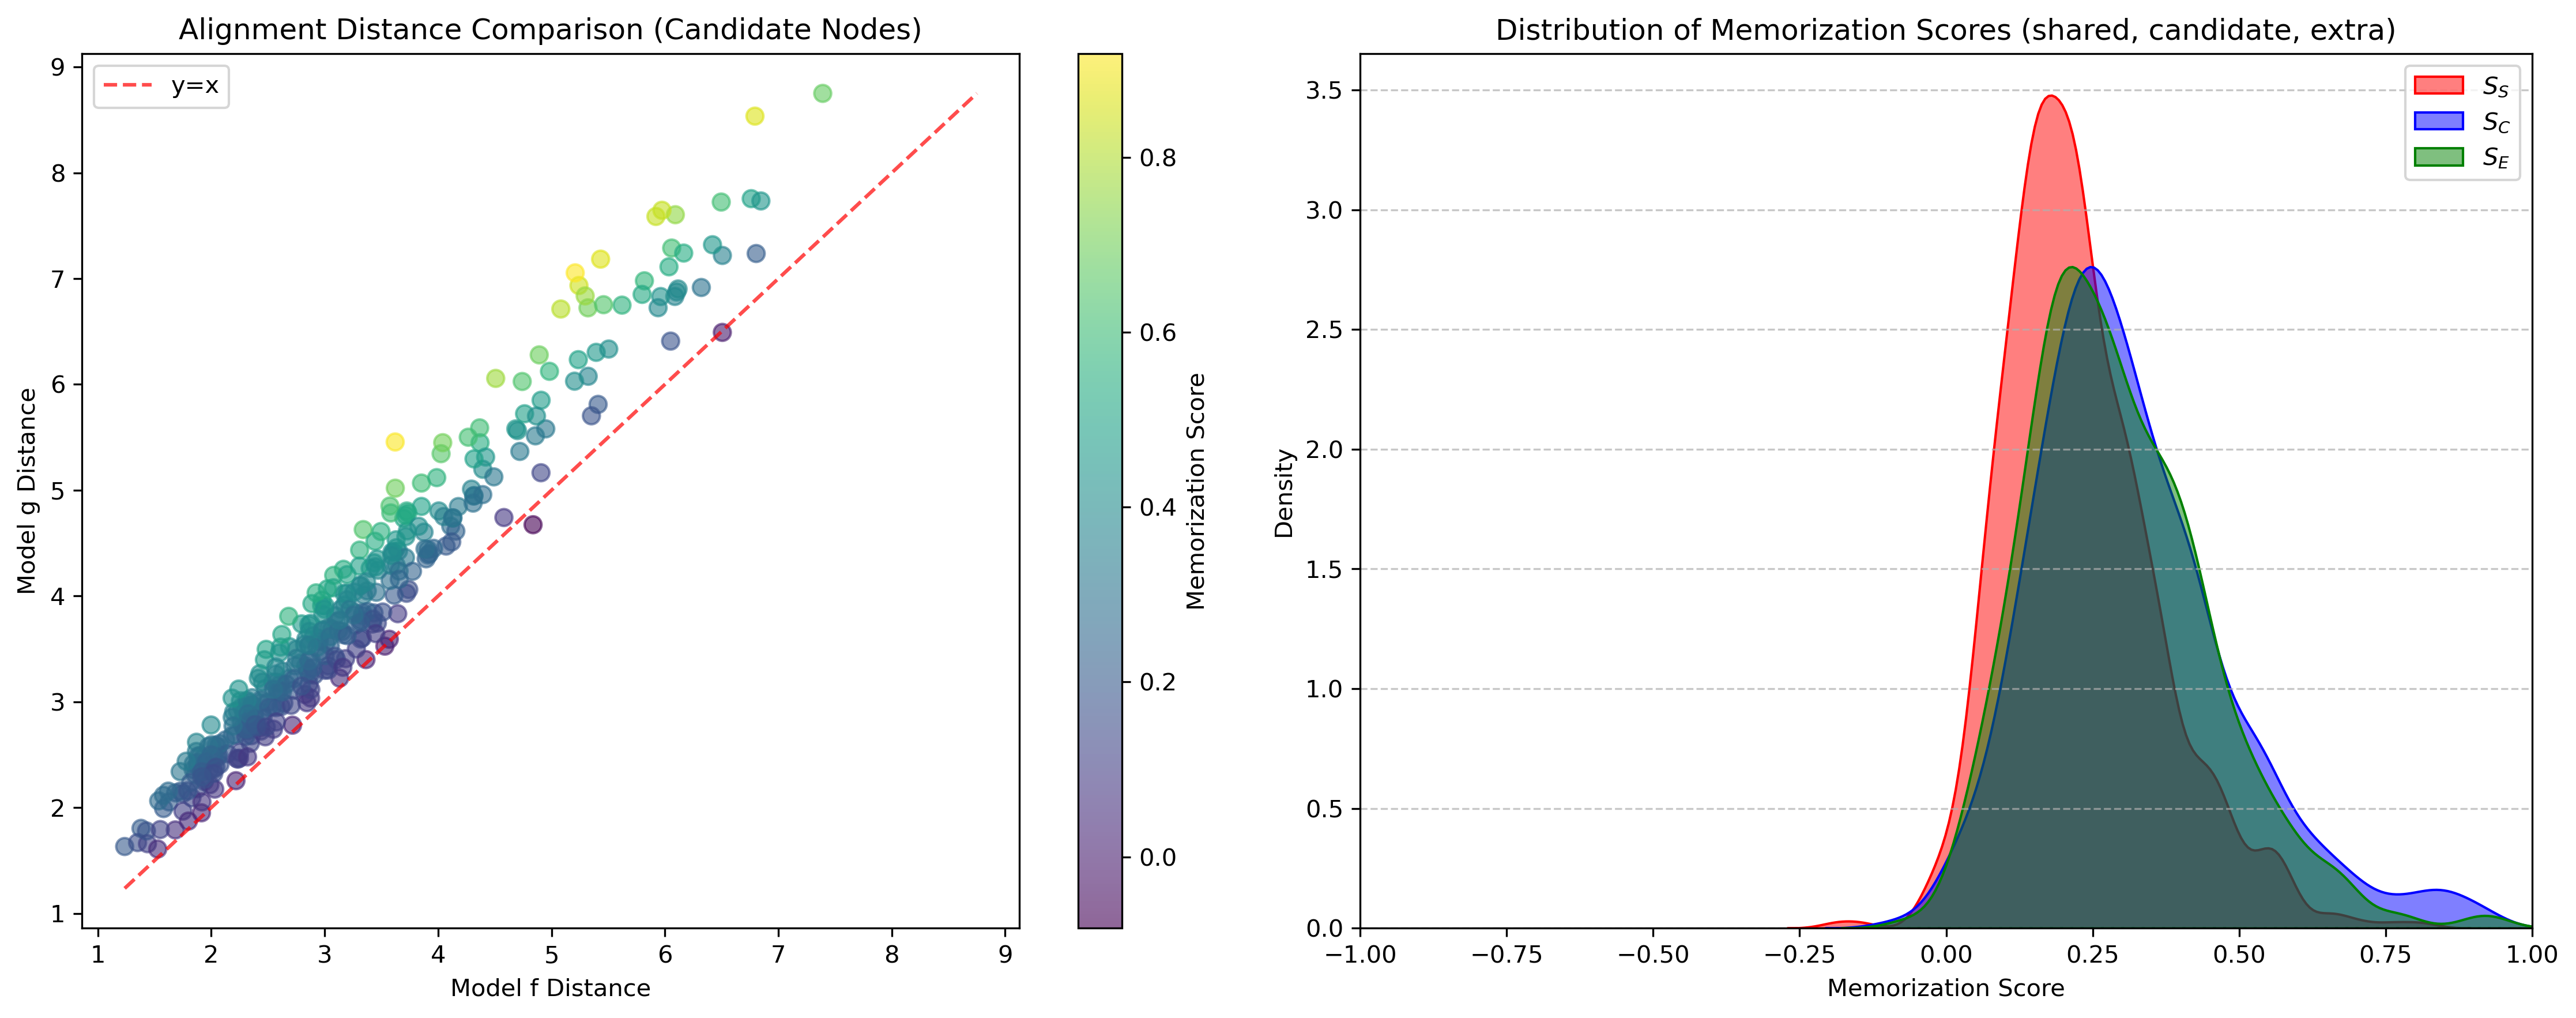 Alignment Distance Comparison (Candidate Nodes)
y=x
9
8
7
6
5
4
3
2
1
Model g Distance
1 2 3 4 5 6 7 8 9
Model f Distance
0.8
0.6
0.4
0.2
0.0
Memorization Score
Distribution of Memorization Scores (shared, candidate, extra)
S_S
S_C
S_E
3.5
3.0
2.5
2.0
1.5
1.0
0.5
0.0
Density
−1.00 −0.75 −0.50 −0.25 0.00 0.25 0.50 0.75 1.00
Memorization Score